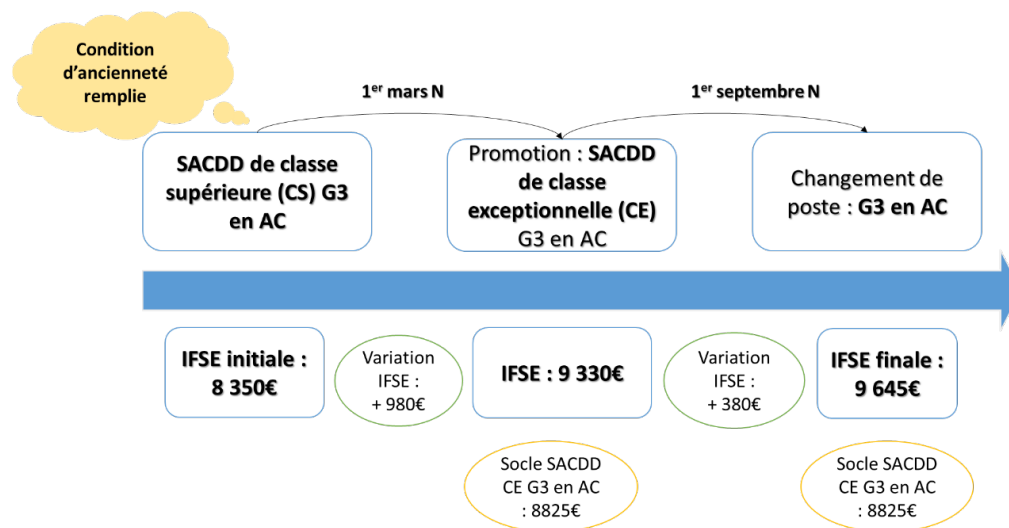 Condition
d’ancienneté
remplie
1er mars N
1er septembre N
SACDD de classe
supérieure (CS) G3
en AC
Promotion : SACDD
de classe
exceptionnelle (CE)
G3 en AC
Changement de
poste : G3 en AC
IFSE initiale :
8 350€
Variation
IFSE :
+ 980€
IFSE : 9 330€
Variation
IFSE :
+ 380€
IFSE finale :
9 645€
Socle SACDD
CE G3 en AC
: 8825€
Socle SACDD
CE G3 en AC
: 8825€